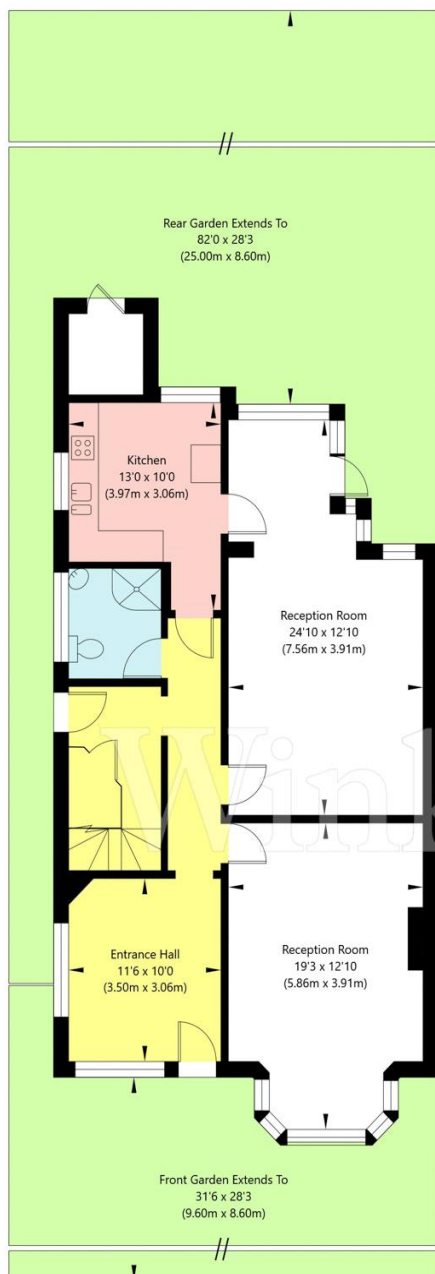 Rear Garden Extends To
82'0 x 28'3
(25.00m x 8.60m)
Kitchen
13'0 x 10'0
(3.97m x 3.06m)
Reception Room
24'10 x 12'10
(7.56m x 3.91m)
Wink
Entrance Hall
11'6 x 10'0
(3.50m x 3.06m)
Reception Room
19'3 x 12'10
(5.86m x 3.91m)
Front Garden Extends To
31'6 x 28'3
(9.60m x 8.60m)